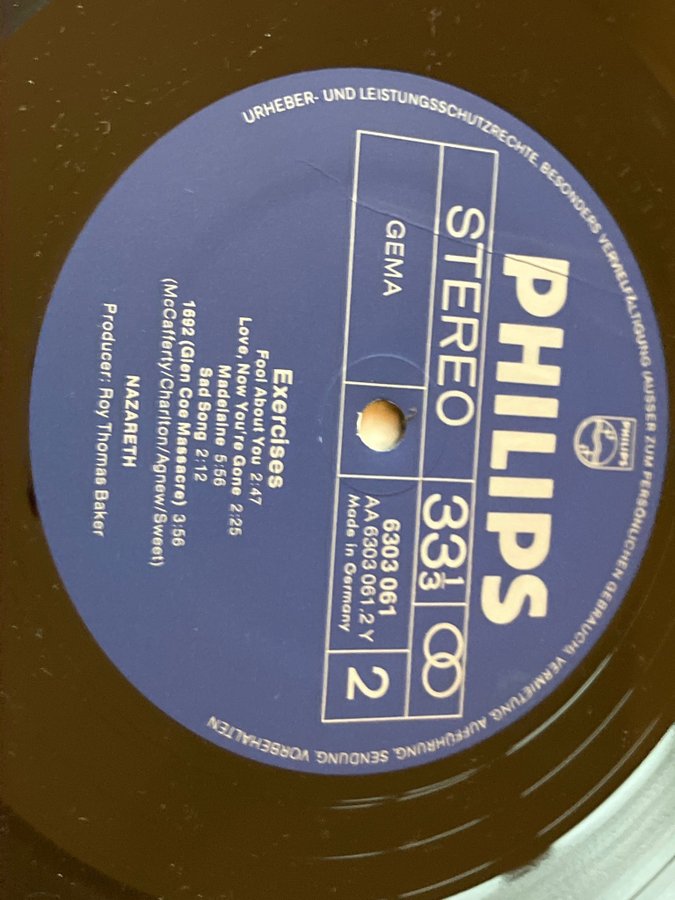 URHEBER- UND LEISTUNGSSCHUTZRECHTE, BESONDERS VERVIELFÄLTIGUNG (AUSSER ZUM PERSÖNLICHEN GEBRAUCH), VERMIETUNG, AUFFÜHRUNG, SENDUNG, VORBEHALTEN
PHILIPS
PHILIPS
STEREO 33 1/3
GEMA
6303 061
AA 6303 061.2 Y
Made in Germany
2
Exercises
Fool About You 2:47
Love, Now You're Gone 2:25
Madelaine 5:56
Sad Song 2:12
1692 (Glen Coe Massacre) 3:56
(McCafferty/Charlton/Agnew/Sweet)
NAZARETH
Producer: Roy Thomas Baker